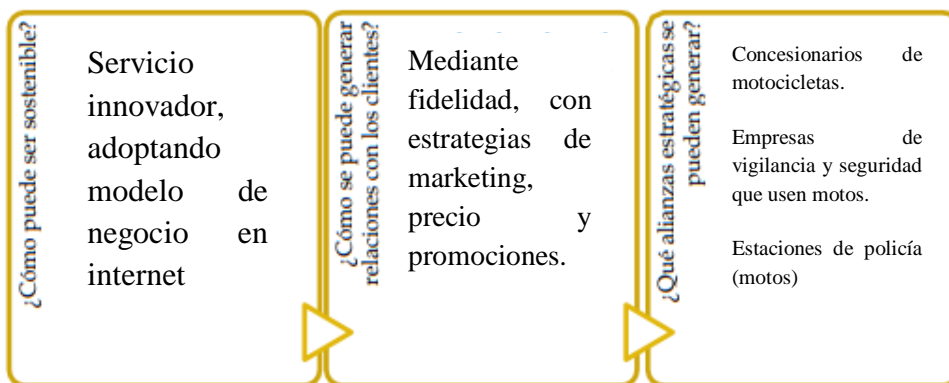 ¿Cómo puede ser sostenible?
Servicio
innovador,
adoptando
modelo de
negocio en
internet
¿Cómo se puede generar
relaciones con los clientes?
Mediante
fidelidad, con
estrategias de
marketing,
precio y
promociones.
¿Qué alianzas estratégicas se
pueden generar?
Concesionarios de
motocicletas.
Empresas de
vigilancia y seguridad
que usen motos.
Estaciones de policía
(motos)